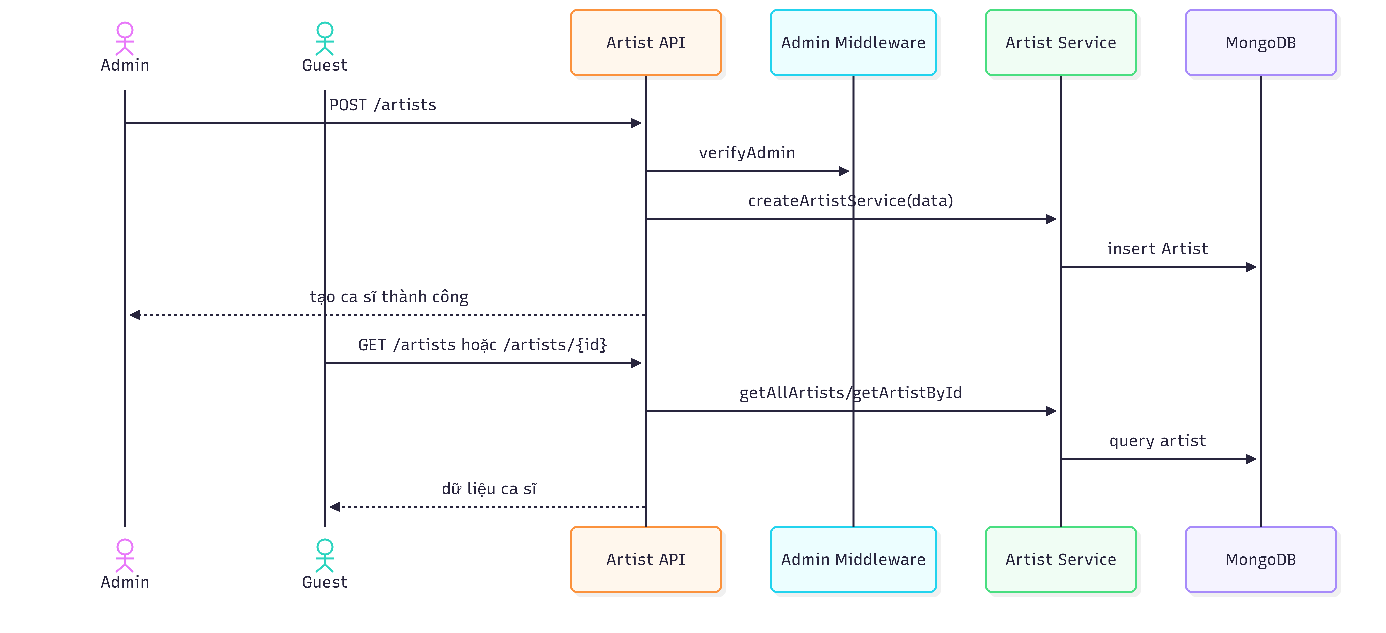 Admin
Guest
Artist API
Admin Middleware
Artist Service
MongoDB
POST /artists
verifyAdmin
createArtistService(data)
insert Artist
tạo ca sĩ thành công
GET /artists hoặc /artists/{id}
getAllArtists/getArtistById
query artist
dữ liệu ca sĩ
Admin
Guest
Artist API
Admin Middleware
Artist Service
MongoDB